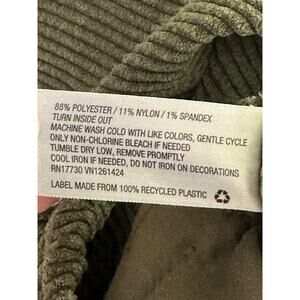 88% POLYESTER / 11% NYLON / 1% SPANDEX
TURN INSIDE OUT
MACHINE WASH COLD WITH LIKE COLORS, GENTLE CYCLE
ONLY NON-CHLORINE BLEACH IF NEEDED
TUMBLE DRY LOW, REMOVE PROMPTLY
COOL IRON IF NEEDED, DO NOT IRON ON DECORATIONS
RN17730 VN1261424
LABEL MADE FROM 100% RECYCLED PLASTIC